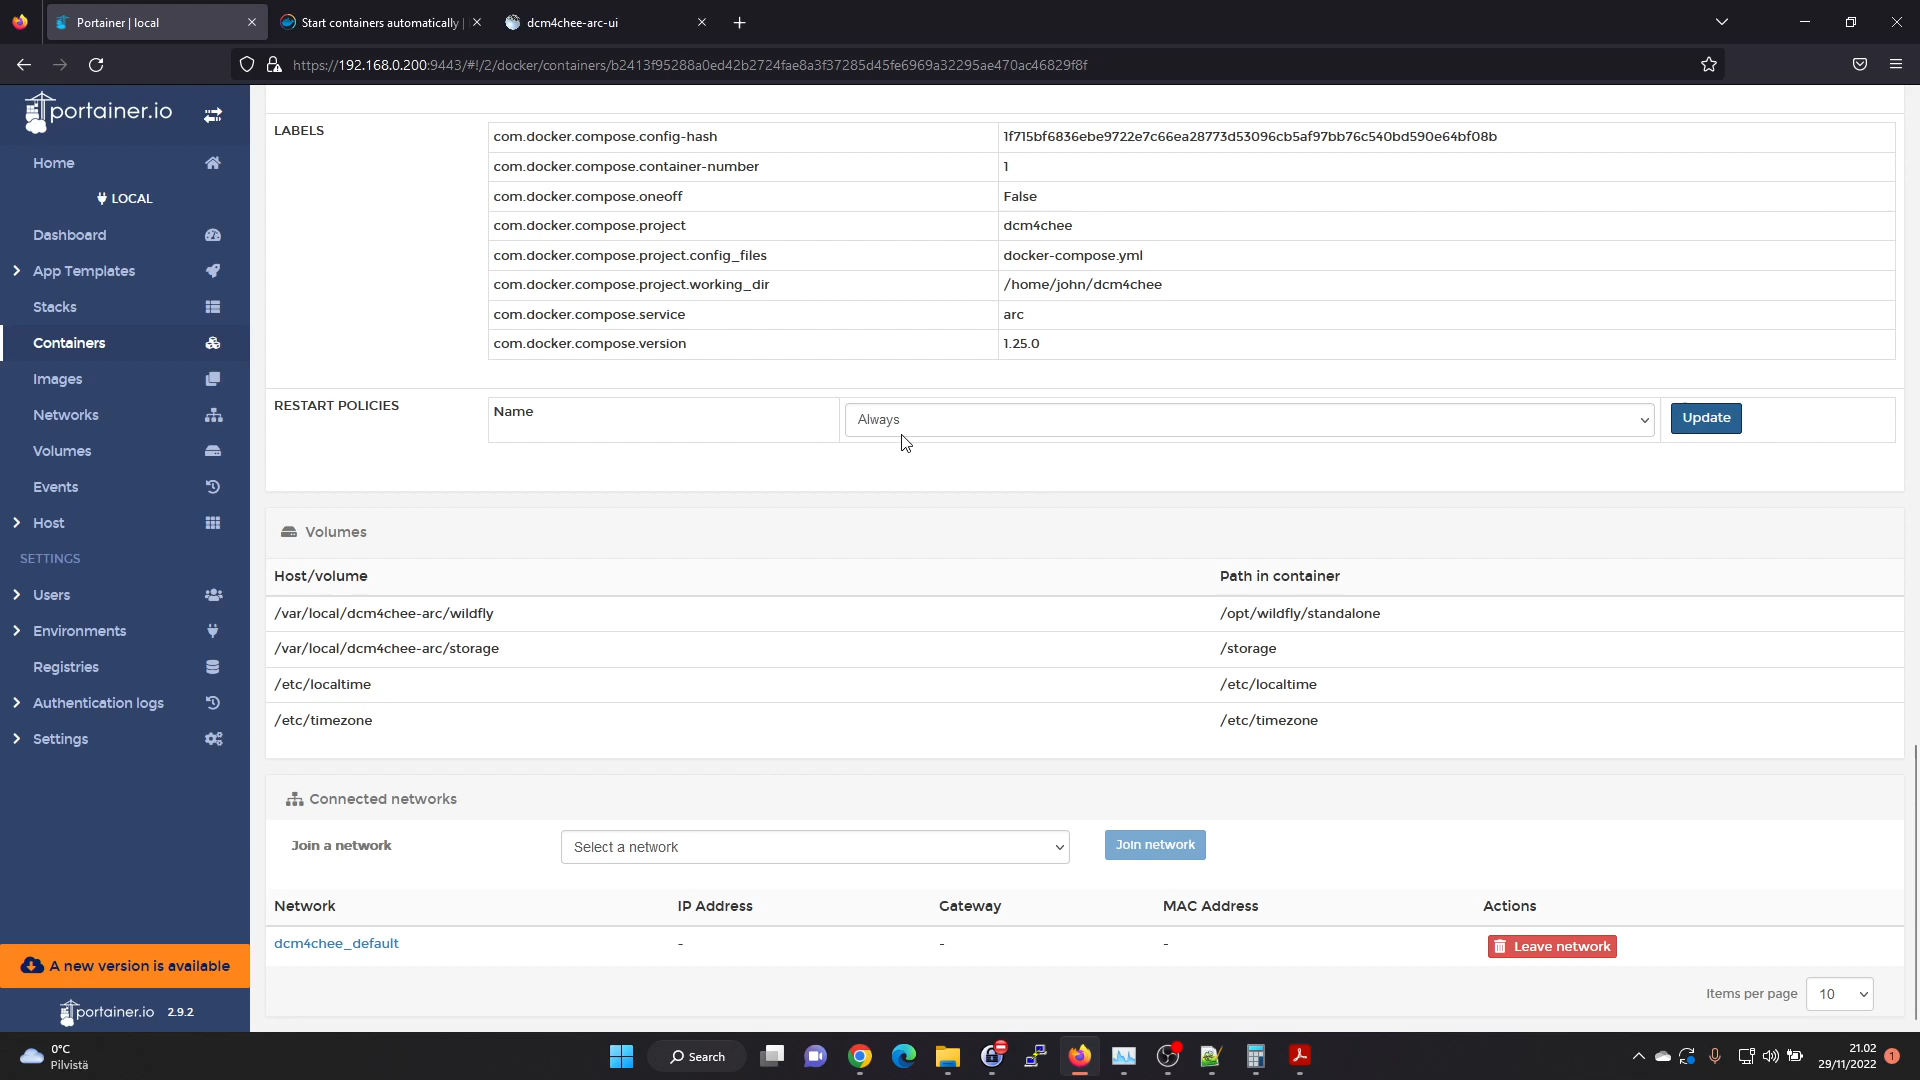 Portainer | local
Start containers automatically |
dcm4chee-arc-ui
https://192.168.0.200:9443/#!/2/docker/containers/b2413f95288a0ed42b2724fae8a3f37285d45fe6969a32295ae470ac46829f8f
portainer.io
Home
LOCAL
Dashboard
App Templates
Stacks
Containers
Images
Networks
Volumes
Events
Host
SETTINGS
Users
Environments
Registries
Authentication logs
Settings
A new version is available
portainer.io 2.9.2
LABELS
com.docker.compose.config-hash 1f715bf6836ebe9722e7c66ea28773d53096cb5af97bb76c540bd590e64bf08b
com.docker.compose.container-number 1
com.docker.compose.oneoff False
com.docker.compose.project dcm4chee
com.docker.compose.project.config_files docker-compose.yml
com.docker.compose.project.working_dir /home/john/dcm4chee
com.docker.compose.service arc
com.docker.compose.version 1.25.0
RESTART POLICIES Name Always Update
Volumes
Host/volume Path in container
/var/local/dcm4chee-arc/wildfly /opt/wildfly/standalone
/var/local/dcm4chee-arc/storage /storage
/etc/localtime /etc/localtime
/etc/timezone /etc/timezone
Connected networks
Join a network Select a network Join network
Network IP Address Gateway MAC Address Actions
dcm4chee_default - - - Leave network
Items per page 10
0°C
Pilvistä
Search
21.02
29/11/2022
1